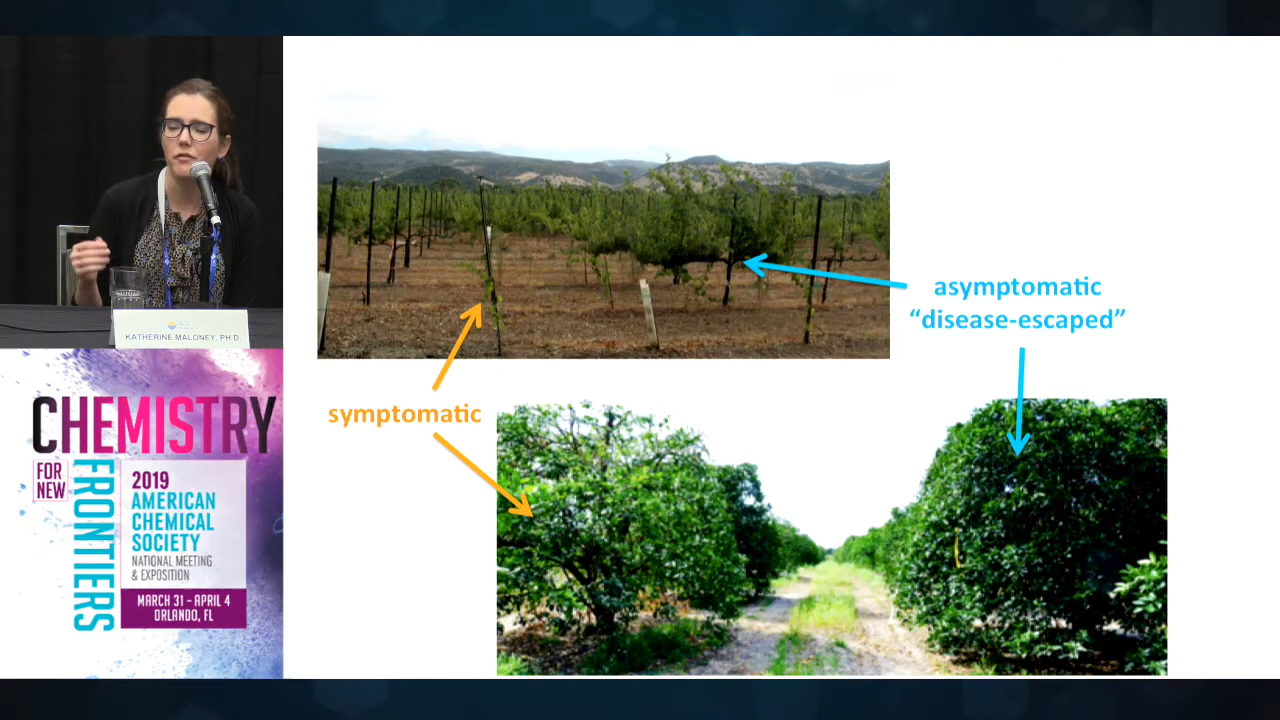 KATHERINE MALONEY, PH.D.
CHEMISTRY
FOR
NEW
FRONTIERS
2019
AMERICAN
CHEMICAL
SOCIETY
NATIONAL MEETING
& EXPOSITION
MARCH 31 – APRIL 4
ORLANDO, FL
asymptomatic
“disease-escaped”
symptomatic